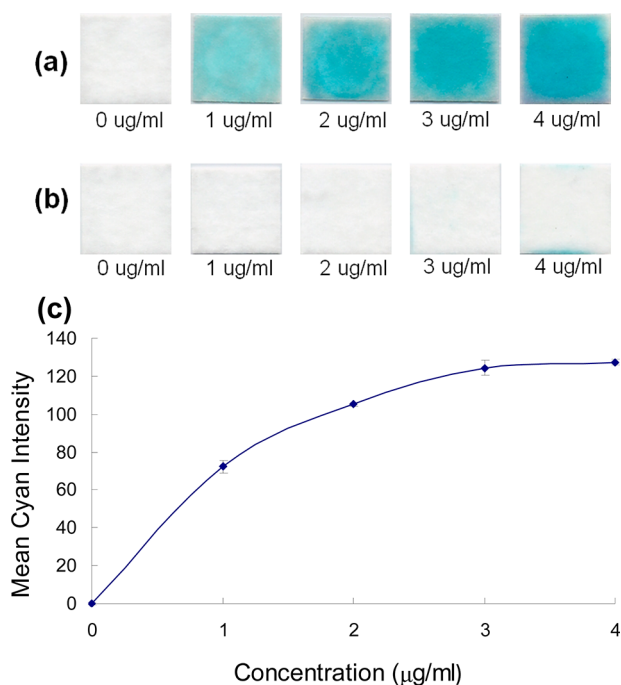 (a)
0 ug/ml 1 ug/ml 2 ug/ml 3 ug/ml 4 ug/ml
(b)
0 ug/ml 1 ug/ml 2 ug/ml 3 ug/ml 4 ug/ml
(c)
Mean Cyan Intensity
140
120
100
80
60
40
20
0
0 1 2 3 4
Concentration (µg/ml)